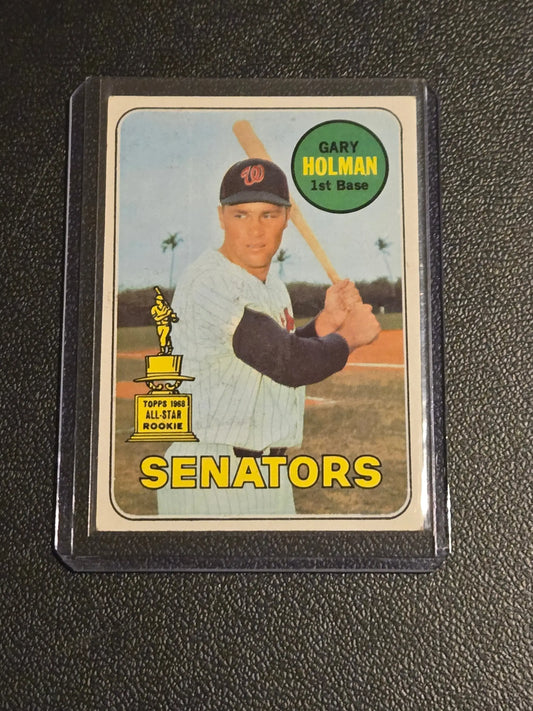 GARY
HOLMAN
1st Base
W
TOPPS 1968
ALL-STAR
ROOKIE
SENATORS